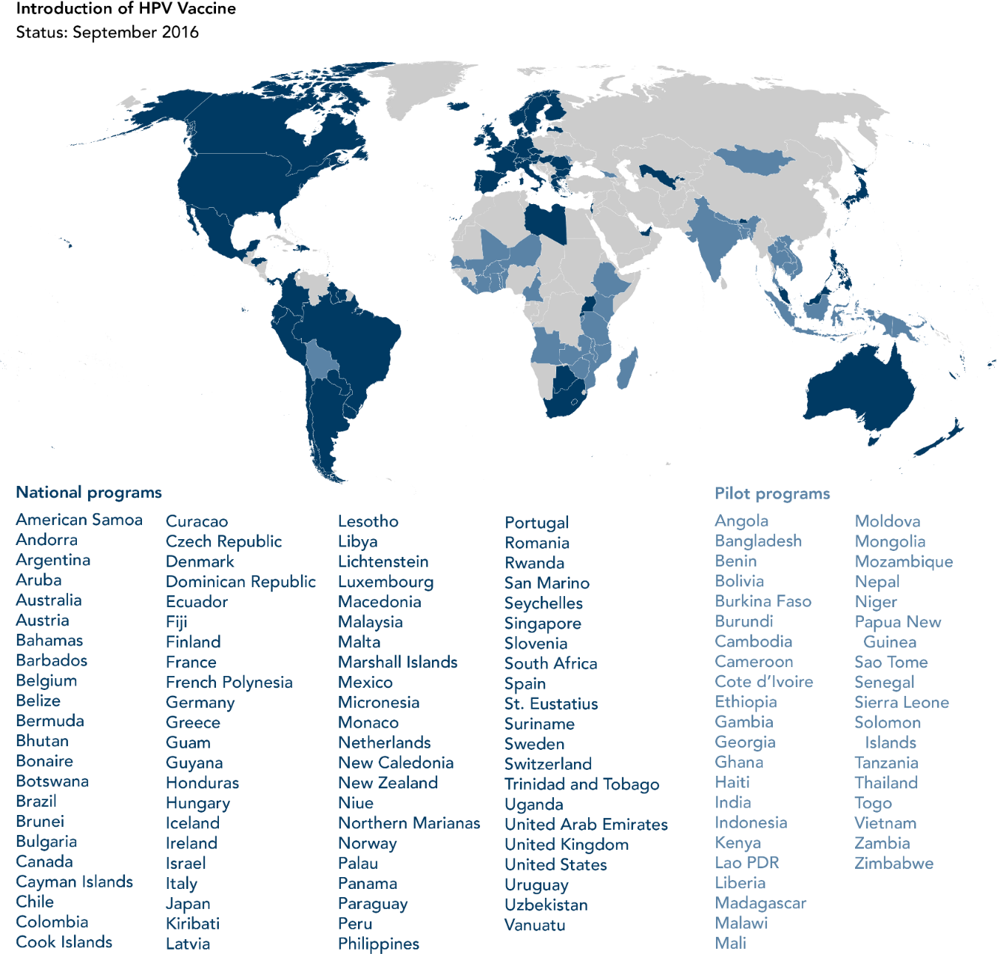 Introduction of HPV Vaccine
Status: September 2016
National programs
American Samoa
Andorra
Argentina
Aruba
Australia
Austria
Bahamas
Barbados
Belgium
Belize
Bermuda
Bhutan
Bonaire
Botswana
Brazil
Brunei
Bulgaria
Canada
Cayman Islands
Chile
Colombia
Cook Islands
Curacao
Czech Republic
Denmark
Dominican Republic
Ecuador
Fiji
Finland
France
French Polynesia
Germany
Greece
Guam
Guyana
Honduras
Hungary
Iceland
Ireland
Israel
Italy
Japan
Kiribati
Latvia
Lesotho
Libya
Lichtenstein
Luxembourg
Macedonia
Malaysia
Malta
Marshall Islands
Mexico
Micronesia
Monaco
Netherlands
New Caledonia
New Zealand
Niue
Northern Marianas
Norway
Palau
Panama
Paraguay
Peru
Philippines
Portugal
Romania
Rwanda
San Marino
Seychelles
Singapore
Slovenia
South Africa
Spain
St. Eustatius
Suriname
Sweden
Switzerland
Trinidad and Tobago
Uganda
United Arab Emirates
United Kingdom
United States
Uruguay
Uzbekistan
Vanuatu
Pilot programs
Angola
Bangladesh
Benin
Bolivia
Burkina Faso
Burundi
Cambodia
Cameroon
Cote d’Ivoire
Ethiopia
Gambia
Georgia
Ghana
Haiti
India
Indonesia
Kenya
Lao PDR
Liberia
Madagascar
Malawi
Mali
Moldova
Mongolia
Mozambique
Nepal
Niger
Papua New
Guinea
Sao Tome
Senegal
Sierra Leone
Solomon
Islands
Tanzania
Thailand
Togo
Vietnam
Zambia
Zimbabwe